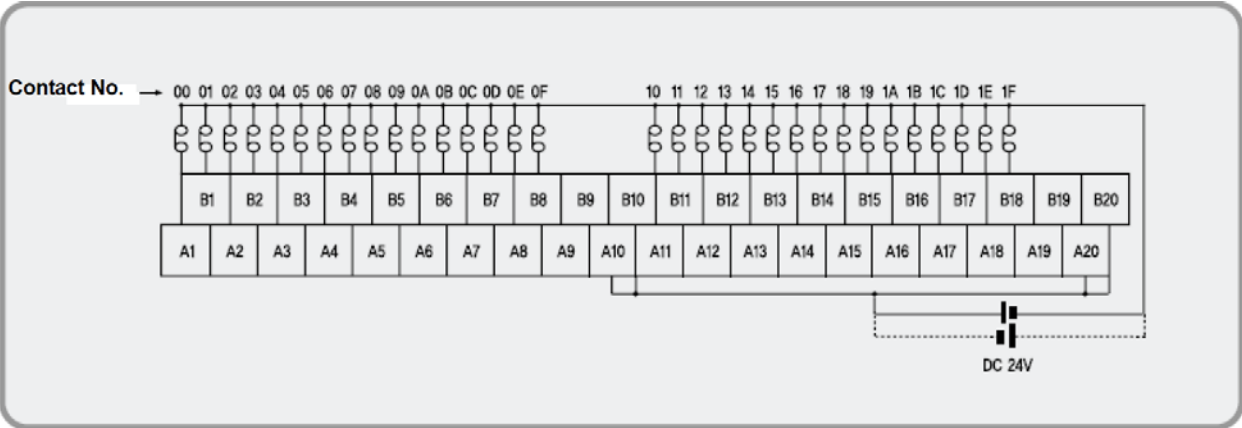 Contact No. 00 01 02 03 04 05 06 07 08 09 0A 0B 0C 0D 0E 0F 10 11 12 13 14 15 16 17 18 19 1A 1B 1C 1D 1E 1F
B1 B2 B3 B4 B5 B6 B7 B8 B9 B10 B11 B12 B13 B14 B15 B16 B17 B18 B19 B20
A1 A2 A3 A4 A5 A6 A7 A8 A9 A10 A11 A12 A13 A14 A15 A16 A17 A18 A19 A20
DC 24V